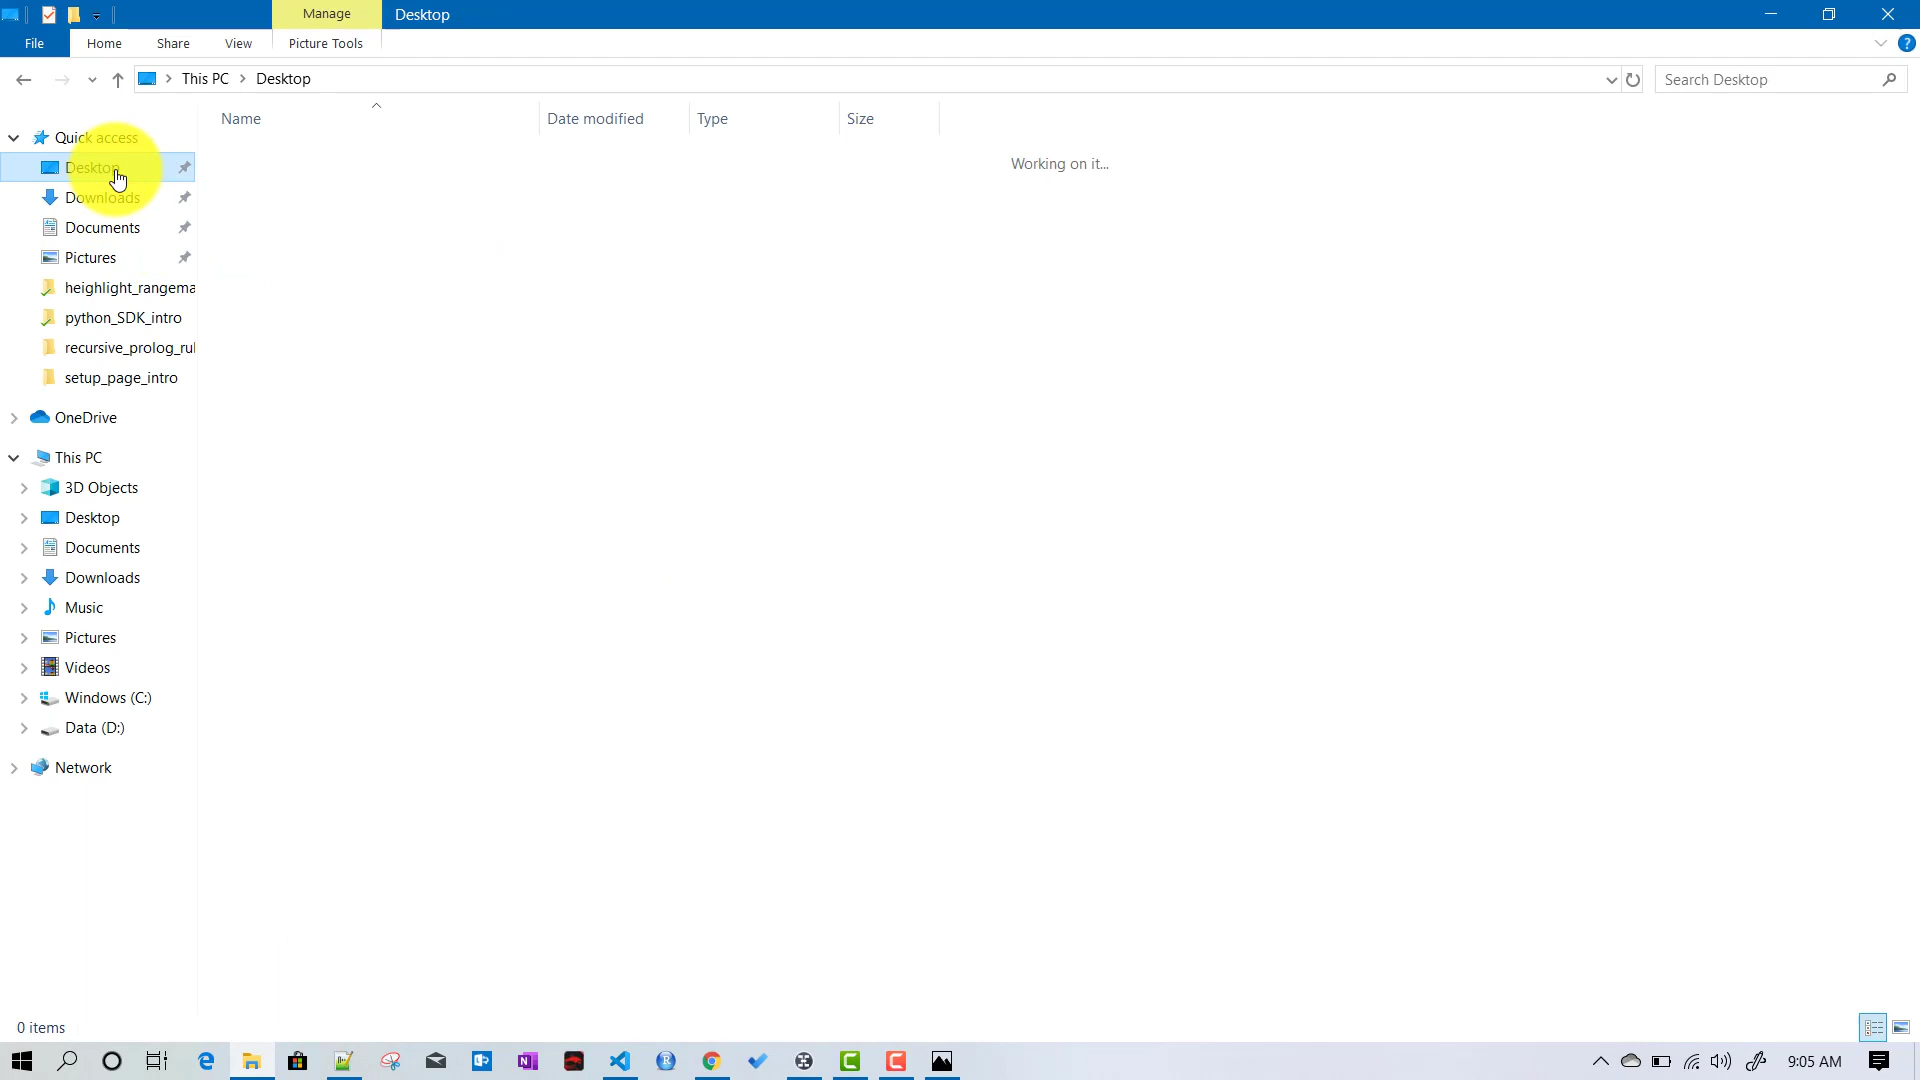 Manage
Desktop
File
Home
Share
View
Picture Tools
This PC
Desktop
Search Desktop
Name
Date modified
Type
Size
Working on it...
Quick access
Desktop
Downloads
Documents
Pictures
heighlight_rangema
python_SDK_intro
recursive_prolog_rul
setup_page_intro
OneDrive
This PC
3D Objects
Desktop
Documents
Downloads
Music
Pictures
Videos
Windows (C:)
Data (D:)
Network
0 items
9:05 AM